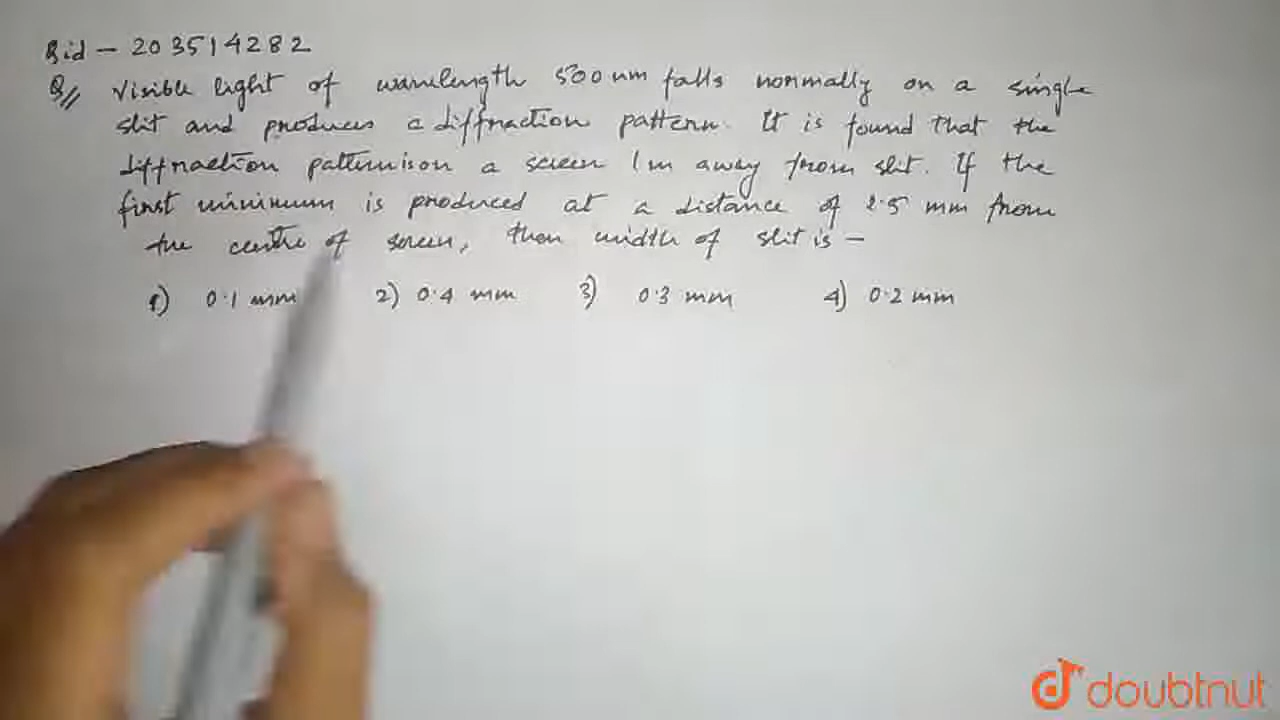 Qid - 203514282
Q// Visible light of wavelength 500nm falls normally on a single
slit and produces a diffraction pattern. It is found that the
diffraction pattern is on a screen 1m away from slit. If the
first minimum is produced at a distance of 2.5 mm from
the centre of screen, then width of slit is -
1) 0.1 mm 2) 0.4 mm 3) 0.3 mm 4) 0.2 mm
doubtnut